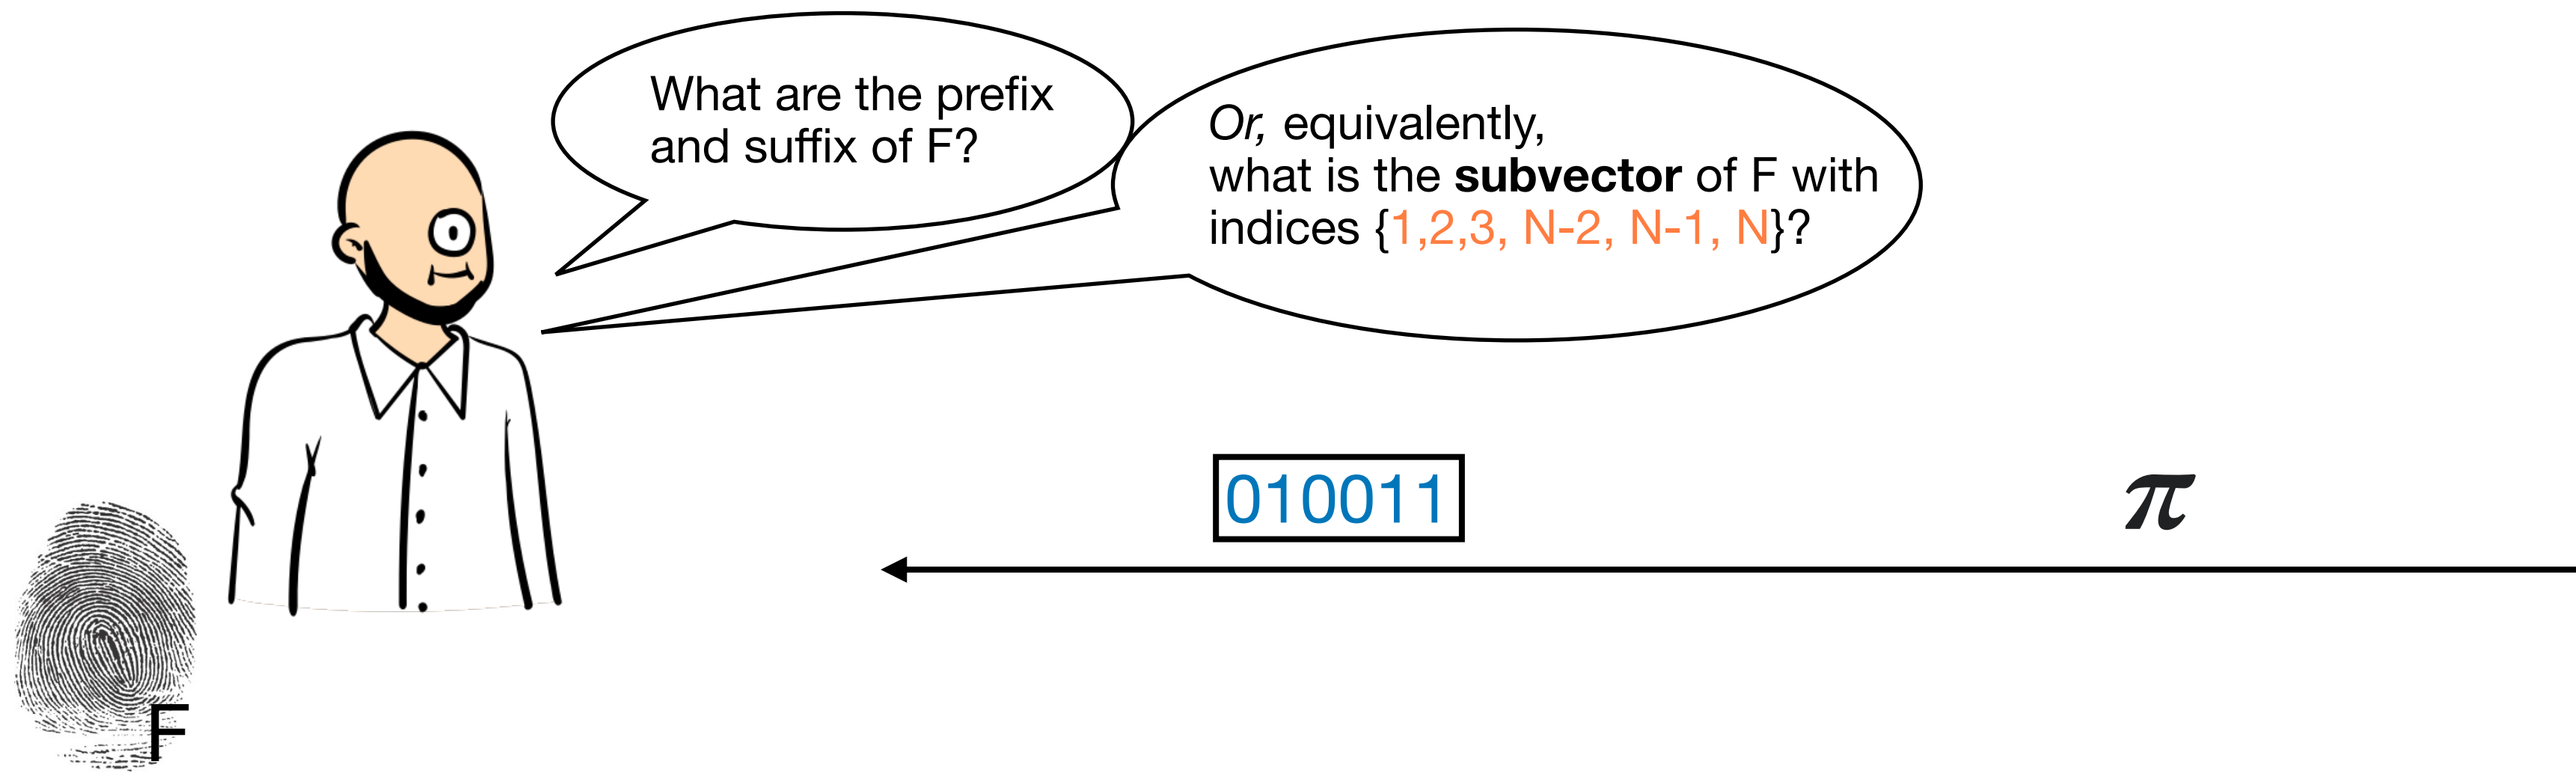 What are the prefix
and suffix of F?
Or, equivalently,
what is the subvector of F with
indices {1,2,3, N-2, N-1, N}?
010011
π
F